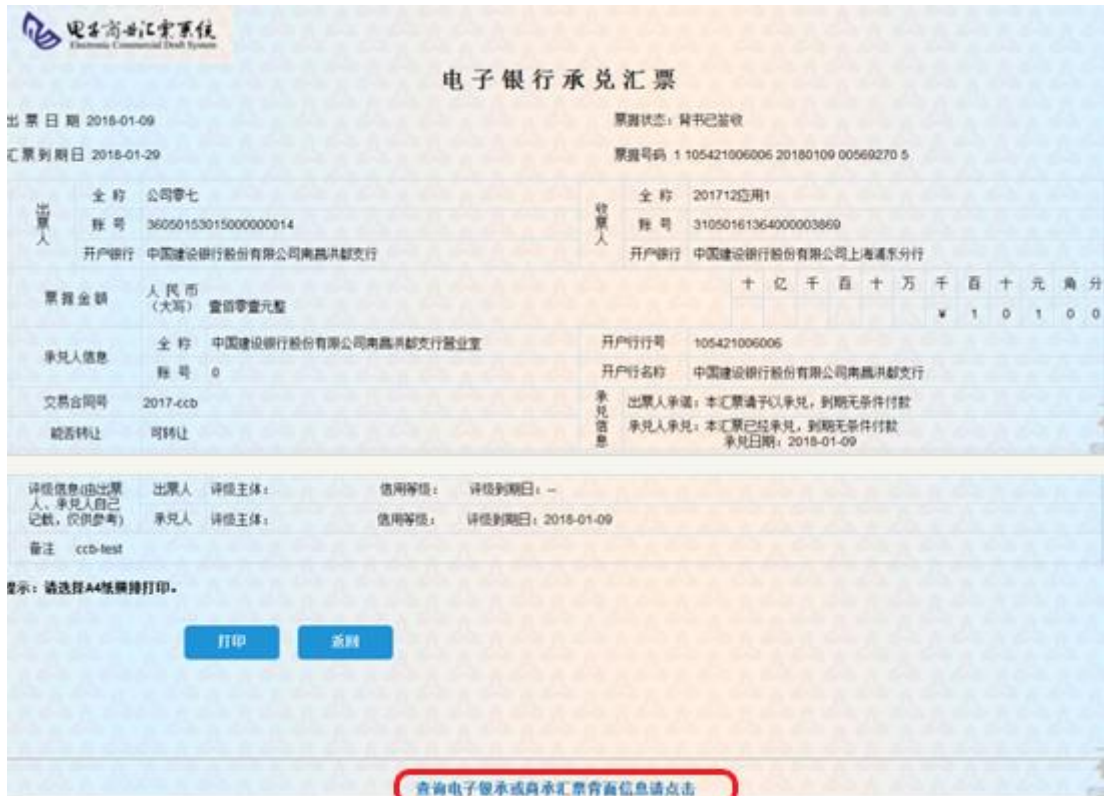 电子商业汇票系统
Electronic Commercial Draft System
电子银行承兑汇票
出票日期 2018-01-09 票据状态：背书已签收
汇票到期日 2018-01-29 票据号码 1 105421006006 20180109 00569270 5
出票人 全称 公司零七 收票人 全称 201712应用1
账号 36050153015000000014 账号 31050161364000003869
开户银行 中国建设银行股份有限公司南昌洪都支行 开户银行 中国建设银行股份有限公司上海浦东分行
票据金额 人民币（大写） 壹佰零壹元整 十 亿 千 百 十 万 千 百 十 元 角 分
¥ 1 0 1 0 0
承兑人信息 全称 中国建设银行股份有限公司南昌洪都支行营业室 开户行行号 105421006006
账号 0 开户行名称 中国建设银行股份有限公司南昌洪都支行
交易合同号 2017-ccb 承兑信息 出票人承诺：本汇票请予以承兑，到期无条件付款
能否转让 可转让 承兑人承兑：本汇票已经承兑，到期无条件付款
承兑日期：2018-01-09
评级信息(由出票人、承兑人自己记载，仅供参考) 出票人 评级主体： 信用等级： 评级到期日：--
承兑人 评级主体： 信用等级： 评级到期日：2018-01-09
备注 ccb-test
提示：请选择A4纸横排打印。
打印 返回
查询电子银承或商承汇票背面信息请点击